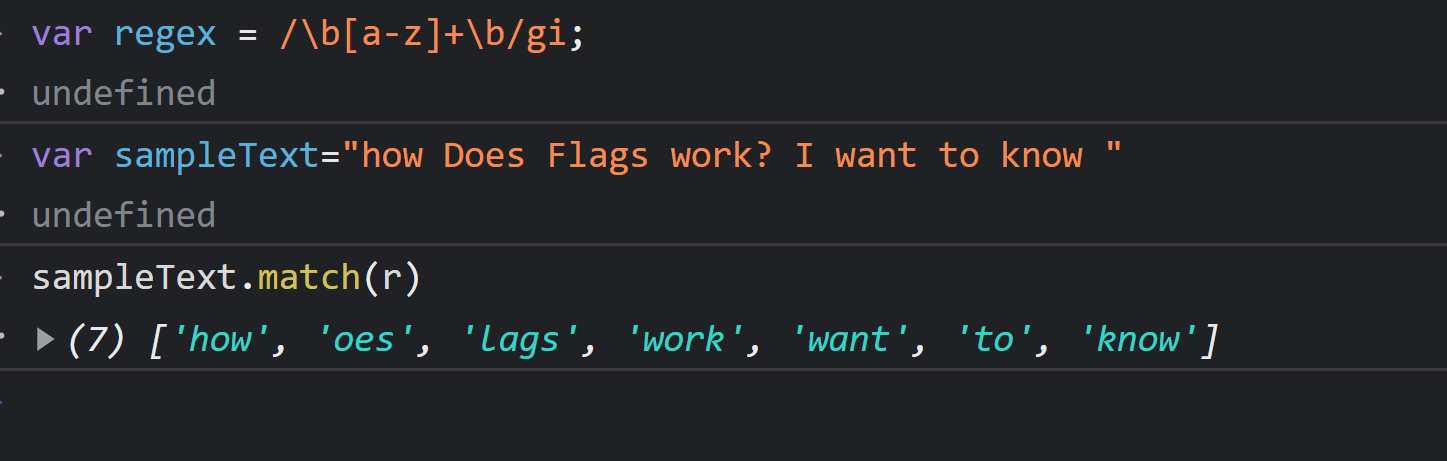 var regex = /\b[a-z]+\b/gi;
undefined
var sampleText="how Does Flags work? I want to know "
undefined
sampleText.match(r)
(7) ['how', 'oes', 'lags', 'work', 'want', 'to', 'know']